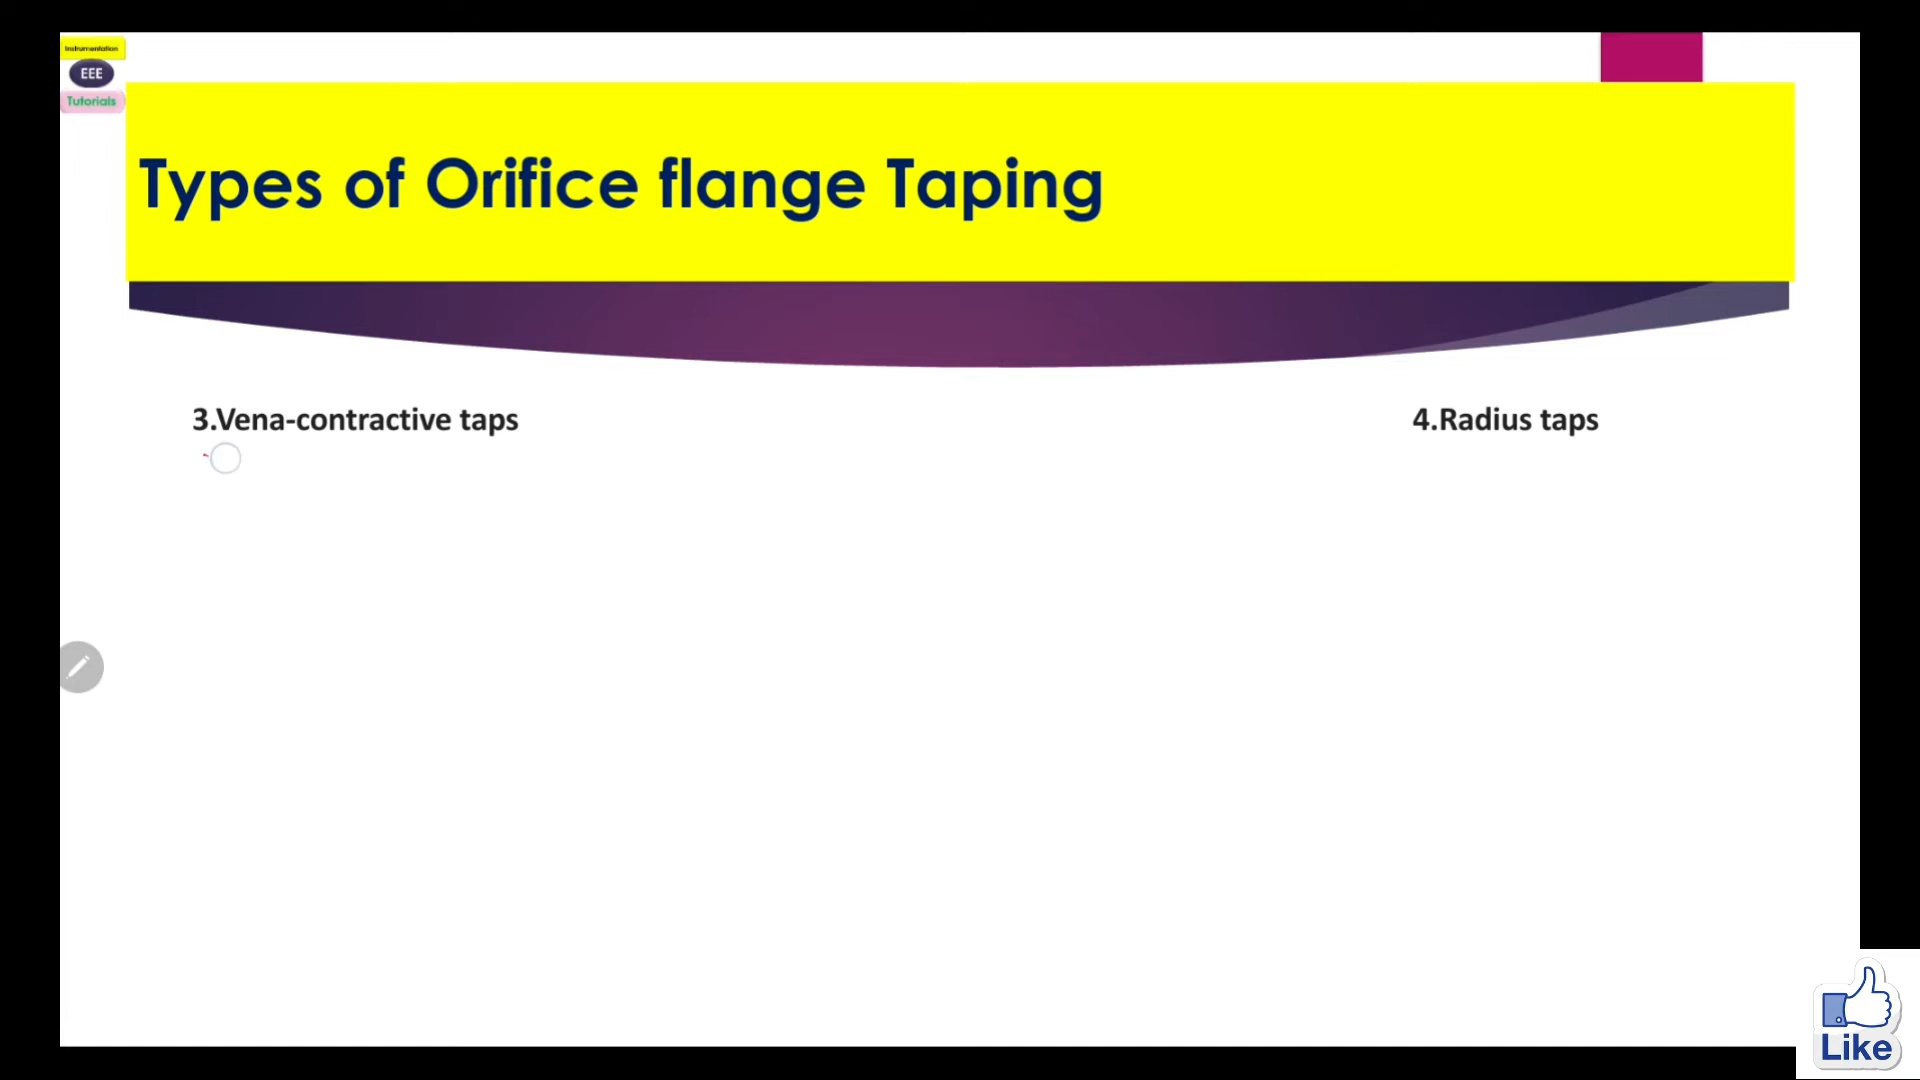 Instrumentation
EEE
Tutorials
Types of Orifice flange Taping
3.Vena-contractive taps
4.Radius taps
Like